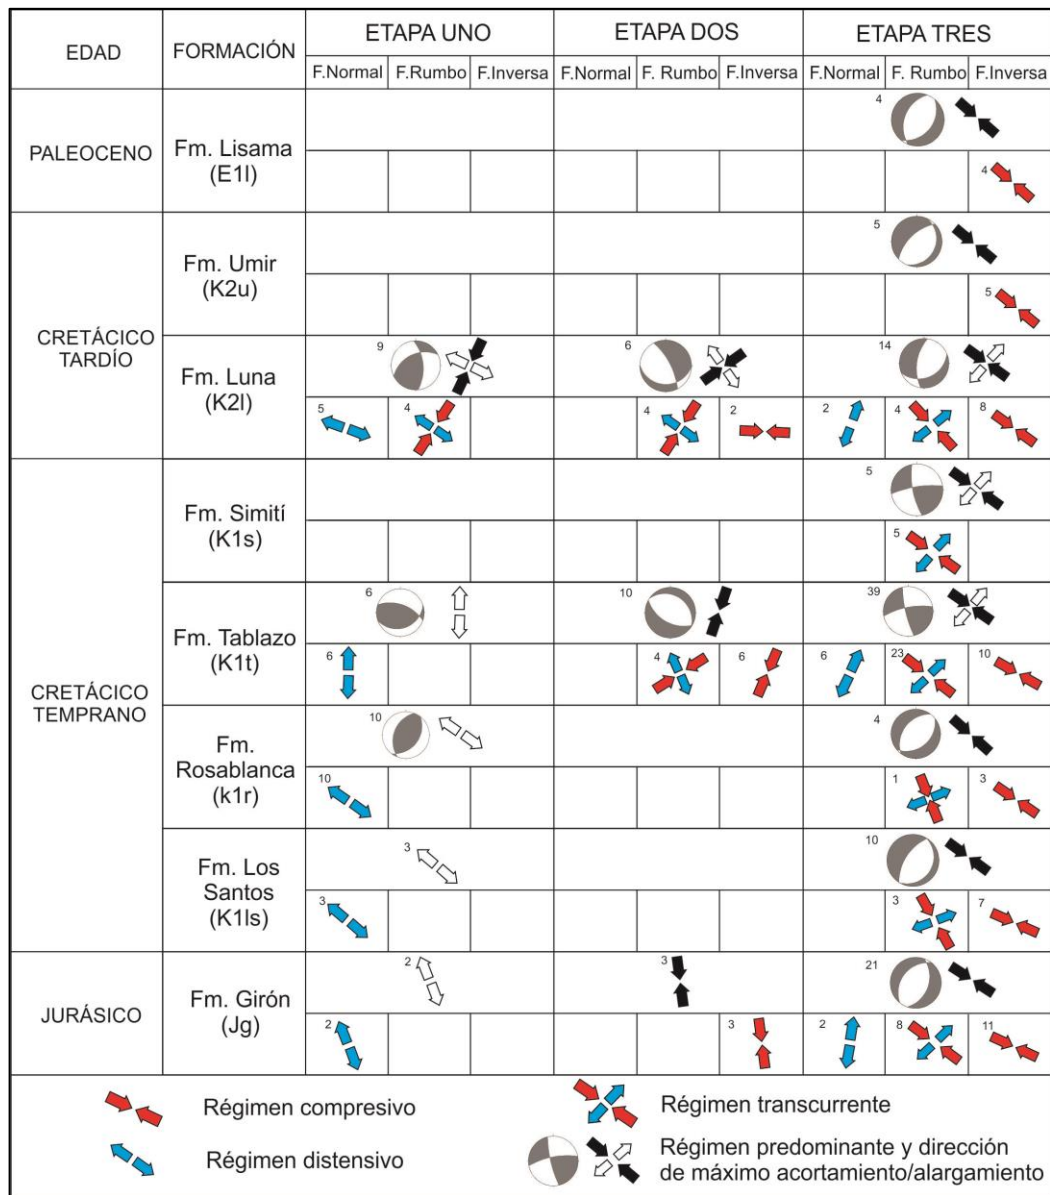 EDAD
FORMACIÓN
ETAPA UNO
ETAPA DOS
ETAPA TRES
F.Normal
F.Rumbo
F.Inversa
F.Normal
F. Rumbo
F.Inversa
F.Normal
F. Rumbo
F.Inversa
PALEOCENO
Fm. Lisama
(E1l)
4
4
CRETÁCICO
TARDÍO
Fm. Umir
(K2u)
5
5
Fm. Luna
(K2l)
9
6
14
5
4
4
2
2
4
8
CRETÁCICO
TEMPRANO
Fm. Simití
(K1s)
5
5
Fm. Tablazo
(K1t)
6
10
39
6
4
6
6
23
10
Fm.
Rosablanca
(k1r)
10
4
10
1
3
Fm. Los
Santos
(K1ls)
3
10
3
3
7
JURÁSICO
Fm. Girón
(Jg)
2
3
21
2
3
2
8
11
Régimen compresivo
Régimen transcurrente
Régimen distensivo
Régimen predominante y dirección
de máximo acortamiento/alargamiento